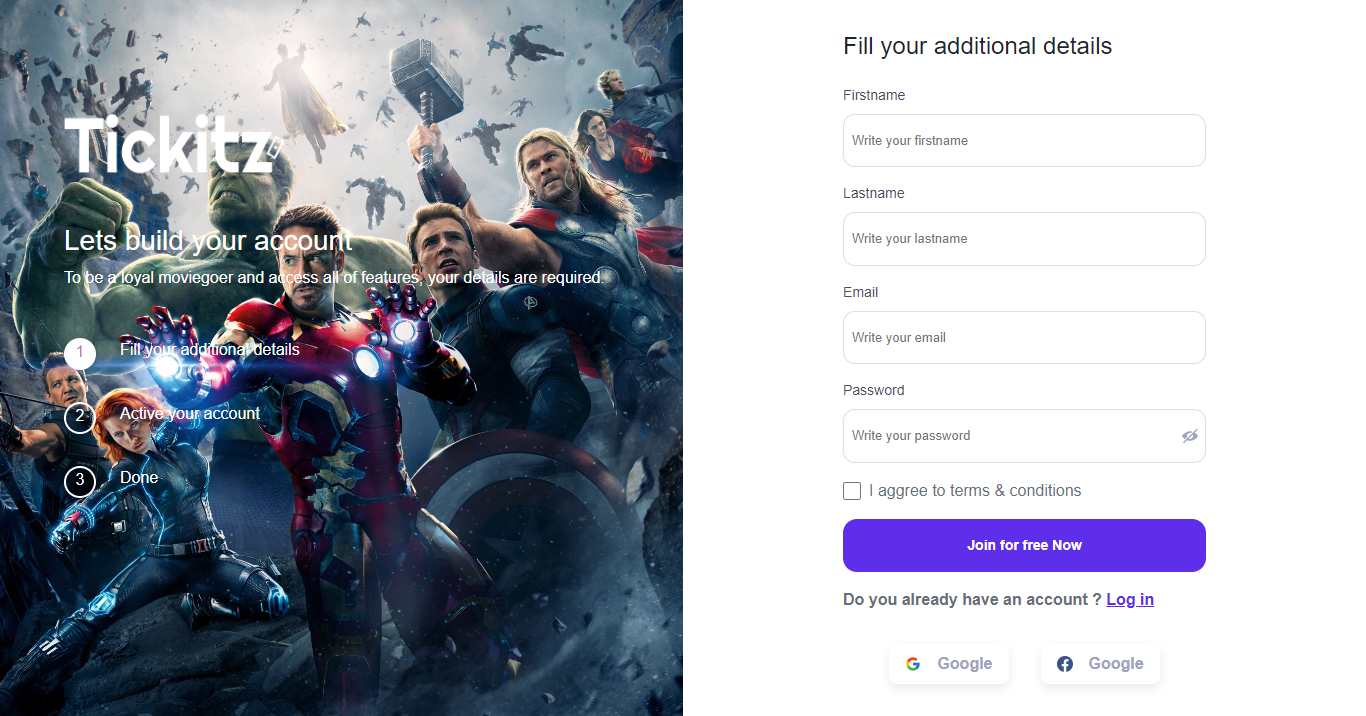 Tickitz
Lets build your account
To be a loyal moviegoer and access all of features, your details are required.
1 Fill your additional details
2 Active your account
3 Done
Fill your additional details
Firstname
Write your firstname
Lastname
Write your lastname
Email
Write your email
Password
Write your password
I aggree to terms & conditions
Join for free Now
Do you already have an account ? Log in
Google Google